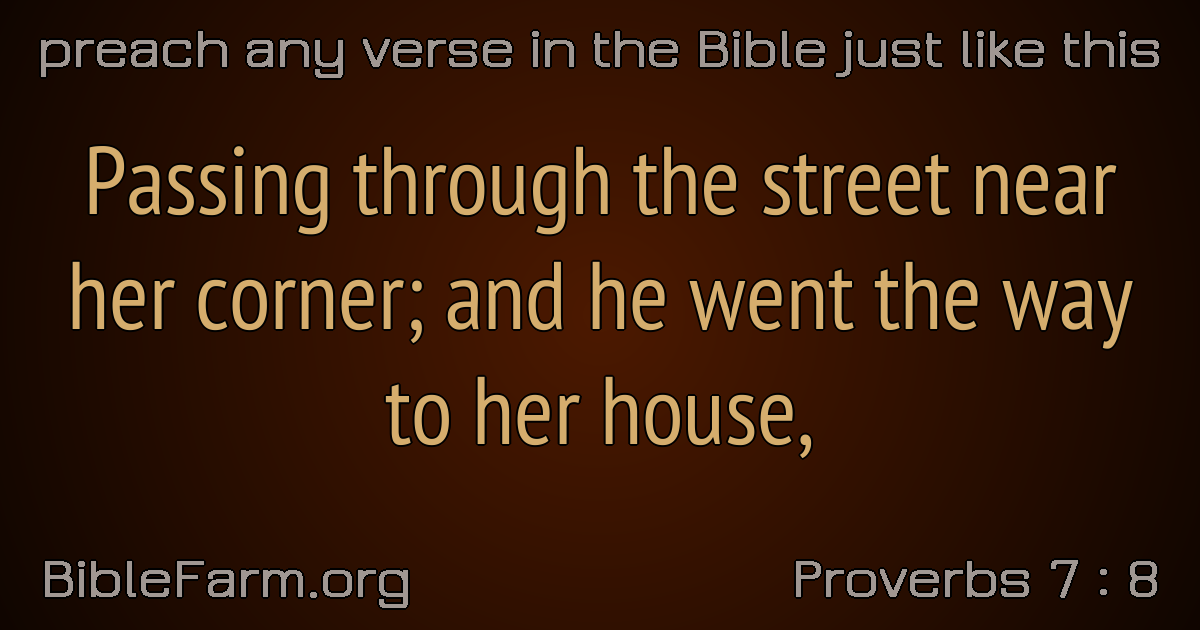 preach any verse in the Bible just like this
Passing through the street near
her corner; and he went the way
to her house,
BibleFarm.org
Proverbs 7 : 8